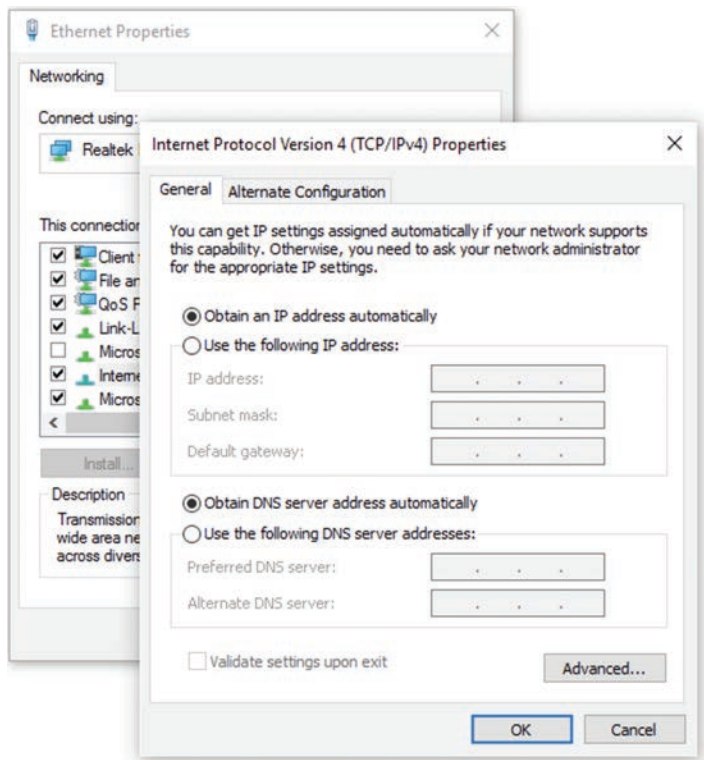 Ethernet Properties
Networking
Connect using:
Realtek
This connection
Client
File an
QoS F
Link-L
Micros
Interne
Micros
Install...
Description
Transmission
wide area ne
across divers
Internet Protocol Version 4 (TCP/IPv4) Properties
General Alternate Configuration
You can get IP settings assigned automatically if your network supports
this capability. Otherwise, you need to ask your network administrator
for the appropriate IP settings.
Obtain an IP address automatically
Use the following IP address:
IP address: . . .
Subnet mask: . . .
Default gateway: . . .
Obtain DNS server address automatically
Use the following DNS server addresses:
Preferred DNS server: . . .
Alternate DNS server: . . .
Validate settings upon exit
Advanced...
OK Cancel